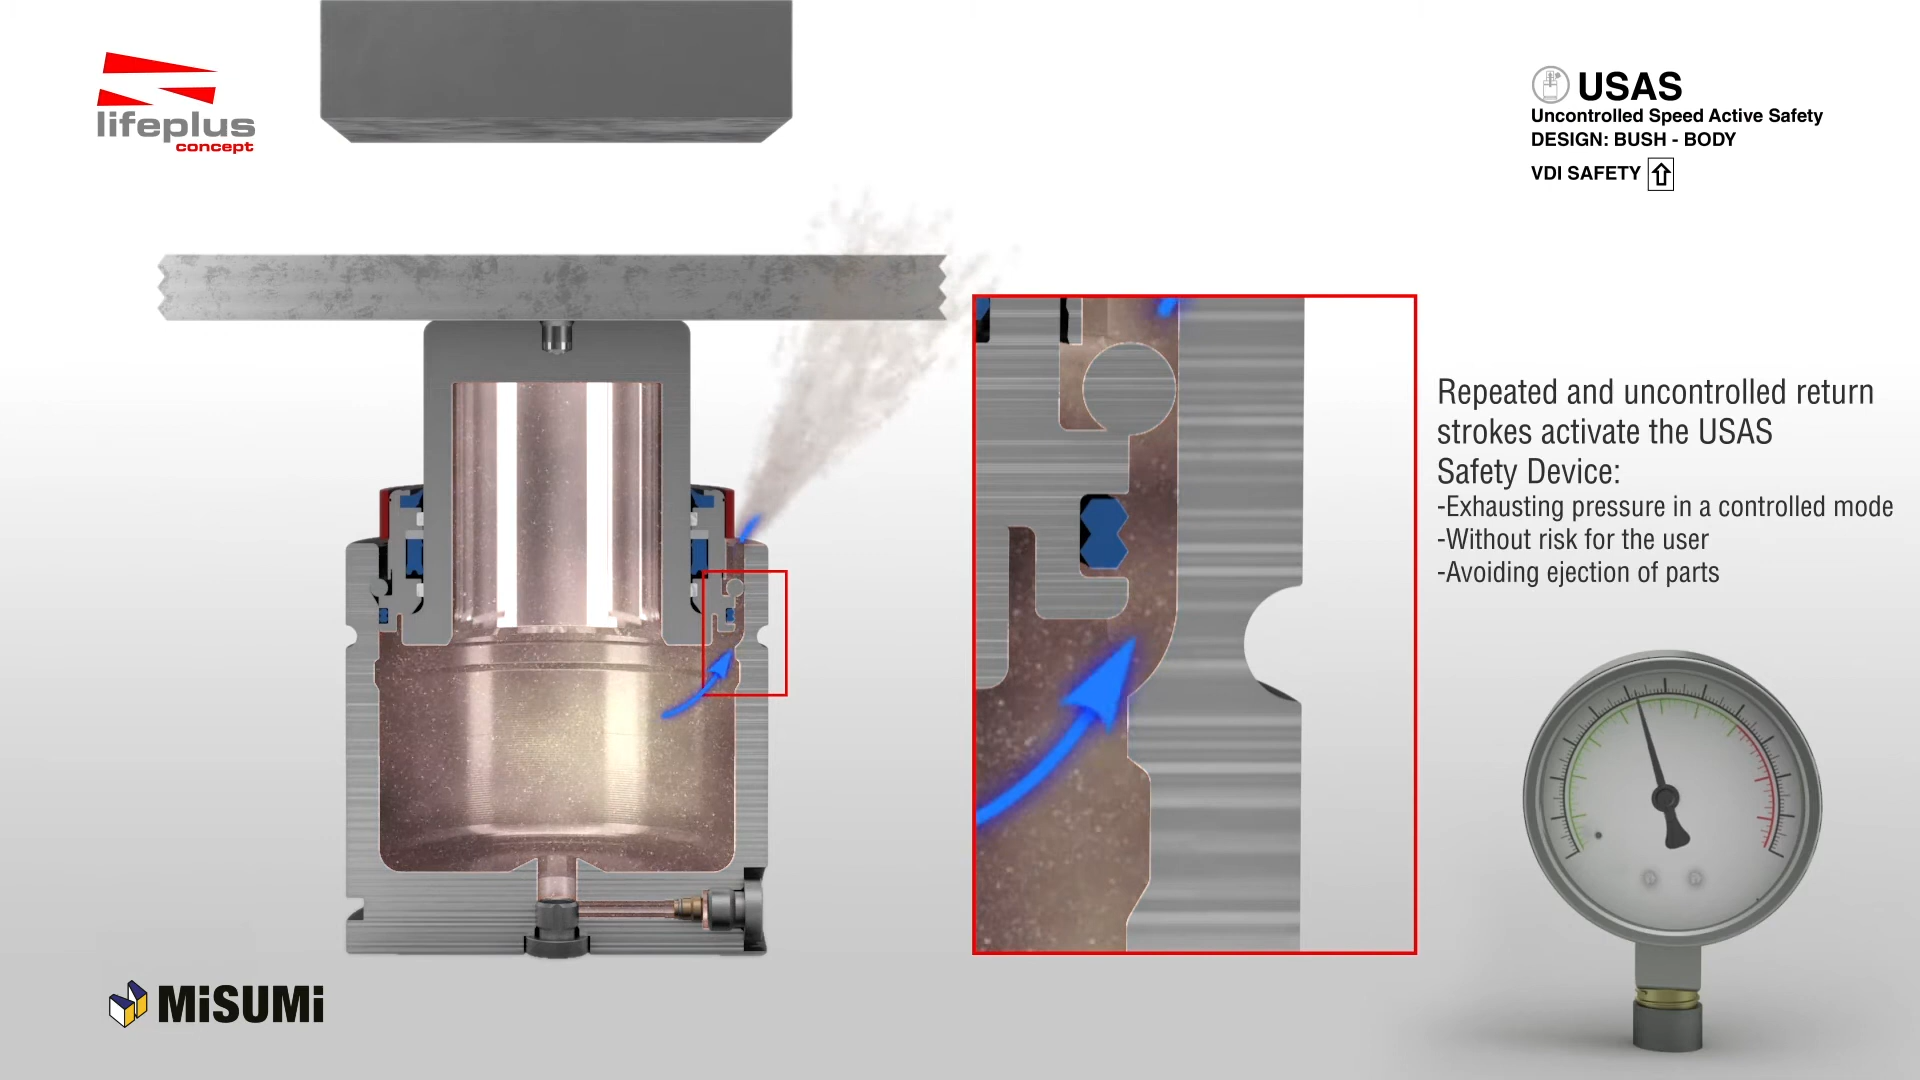 lifeplus
concept
USAS
Uncontrolled Speed Active Safety
DESIGN: BUSH - BODY
VDI SAFETY
Repeated and uncontrolled return
strokes activate the USAS
Safety Device:
-Exhausting pressure in a controlled mode
-Without risk for the user
-Avoiding ejection of parts
MiSUMi